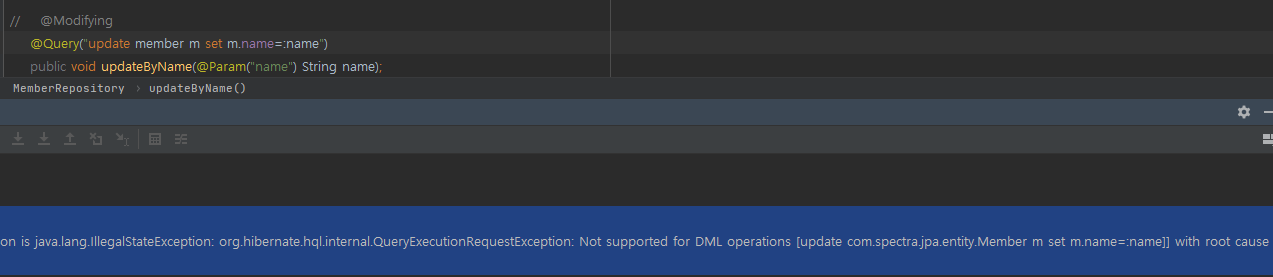 // @Modifying
@Query("update member m set m.name=:name")
public void updateByName(@Param("name") String name);
MemberRepository › updateByName()
on is java.lang.IllegalStateException: org.hibernate.hql.internal.QueryExecutionRequestException: Not supported for DML operations [update com.spectra.jpa.entity.Member m set m.name=:name]] with root cause